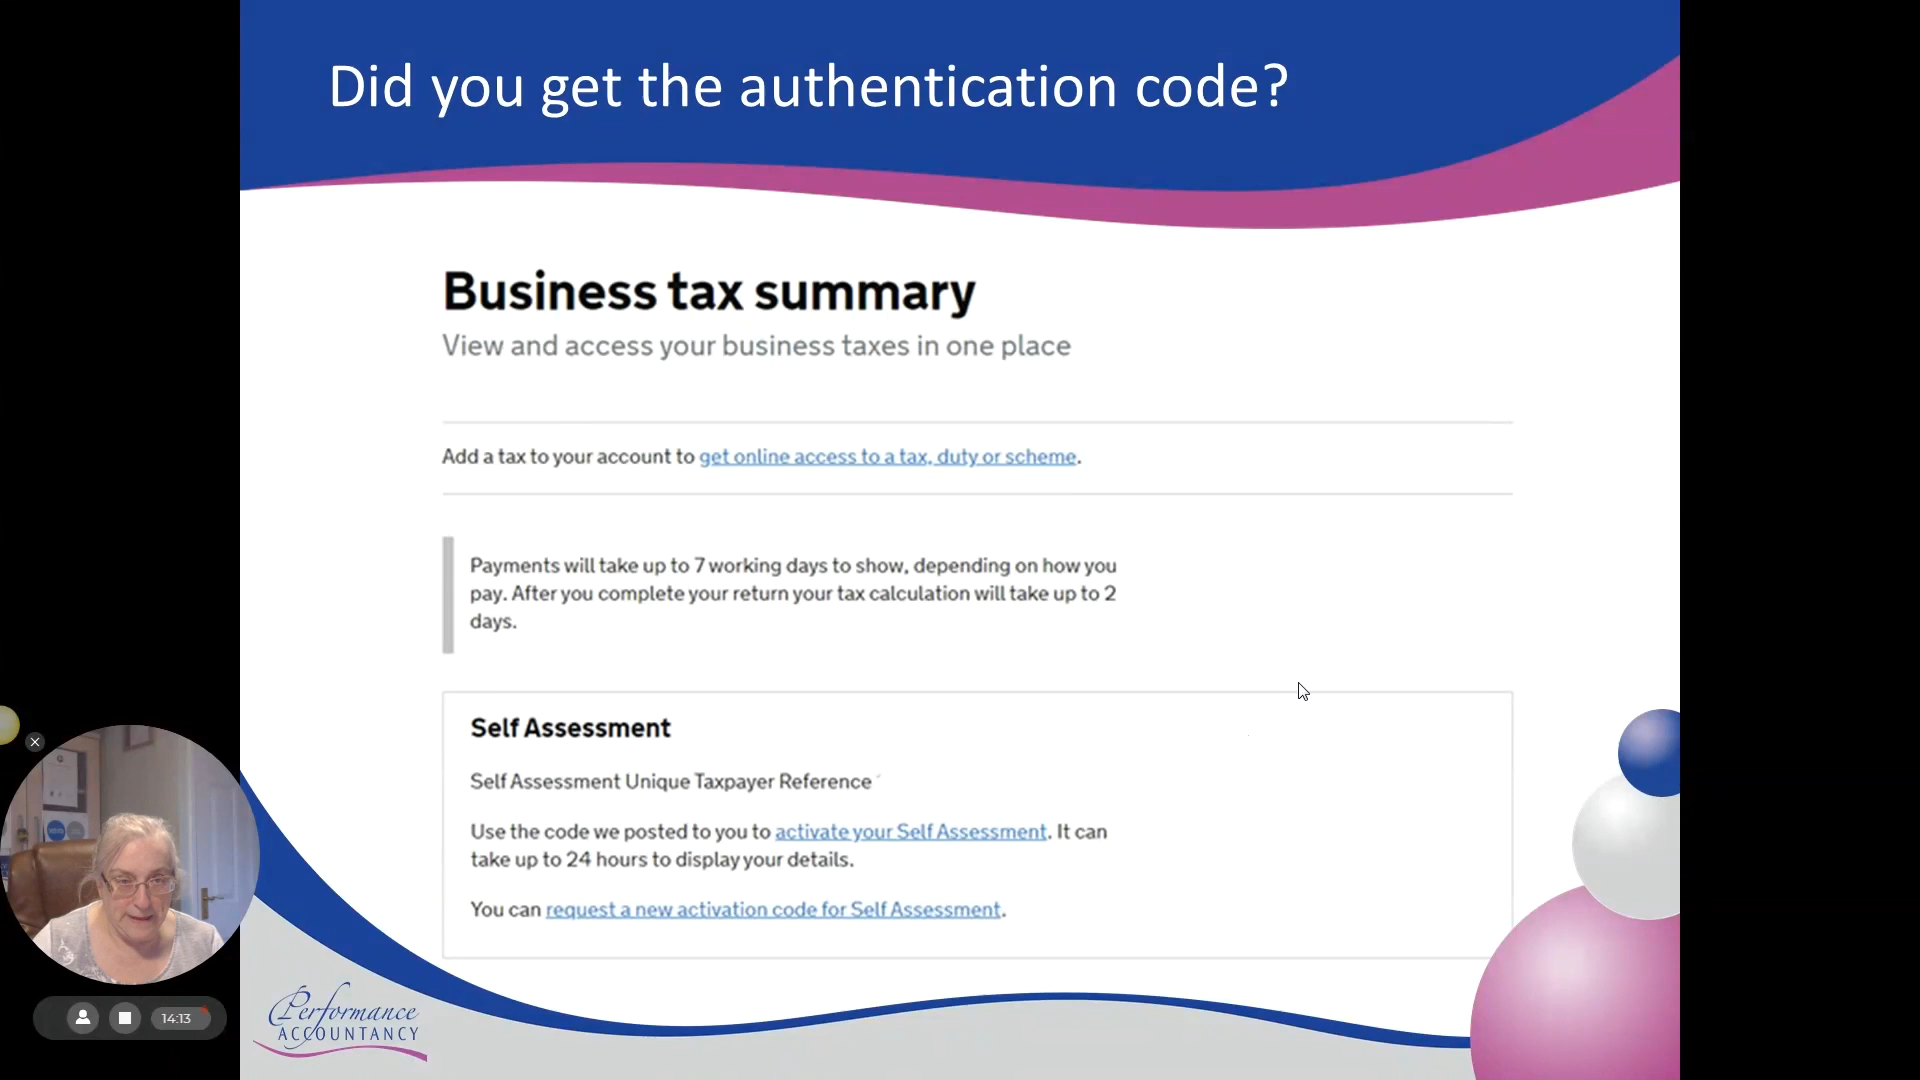 Did you get the authentication code?
Business tax summary
View and access your business taxes in one place
Add a tax to your account to get online access to a tax, duty or scheme.
Payments will take up to 7 working days to show, depending on how you
pay. After you complete your return your tax calculation will take up to 2
days.
Self Assessment
Self Assessment Unique Taxpayer Reference
Use the code we posted to you to activate your Self Assessment. It can
take up to 24 hours to display your details.
You can request a new activation code for Self Assessment.
14:13
Performance
ACCOUNTANCY